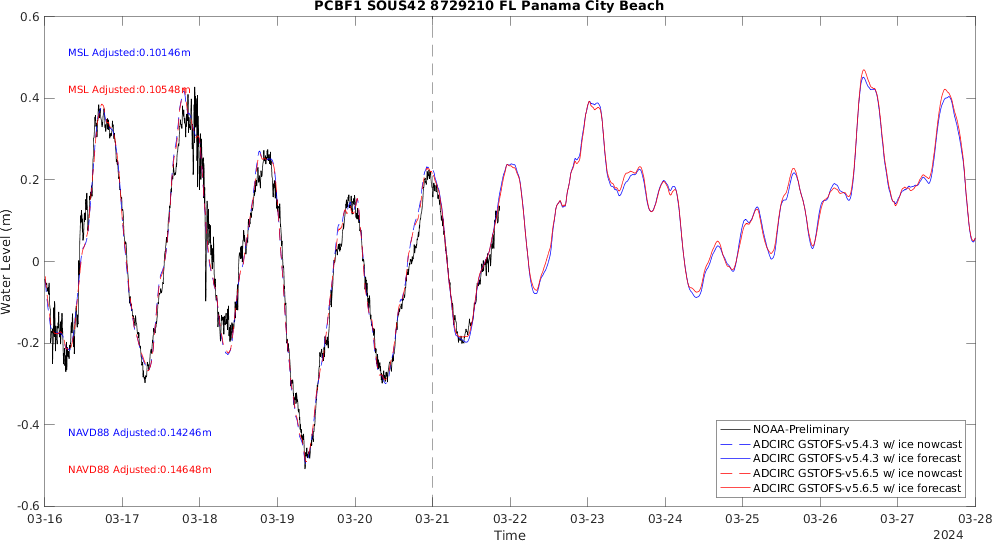 PCBF1 SOUS42 8729210 FL Panama City Beach
0.6
0.4
0.2
0
-0.2
-0.4
-0.6
Water Level (m)
MSL Adjusted:0.10146m
MSL Adjusted:0.10548m
NAVD88 Adjusted:0.14246m
NAVD88 Adjusted:0.14648m
NOAA-Preliminary
ADCIRC GSTOFS-v5.4.3 w/ ice nowcast
ADCIRC GSTOFS-v5.4.3 w/ ice forecast
ADCIRC GSTOFS-v5.6.5 w/ ice nowcast
ADCIRC GSTOFS-v5.6.5 w/ ice forecast
03-16 03-17 03-18 03-19 03-20 03-21 03-22 03-23 03-24 03-25 03-26 03-27 03-28
Time
2024